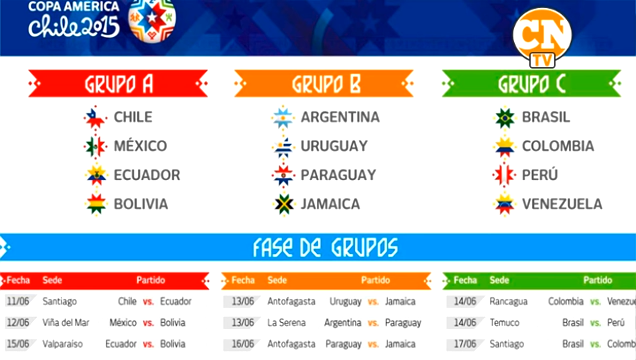 COPA AMERICA
chile 2015
CN
TV
GRUPO A
GRUPO B
GRUPO C
CHILE
MÉXICO
ECUADOR
BOLIVIA
ARGENTINA
URUGUAY
PARAGUAY
JAMAICA
BRASIL
COLOMBIA
PERÚ
VENEZUELA
FASE DE GRUPOS
Fecha Sede Partido
11/06 Santiago Chile vs. Ecuador
12/06 Viña del Mar México vs. Bolivia
15/06 Valparaíso Ecuador vs. Bolivia
Fecha Sede Partido
13/06 Antofagasta Uruguay vs. Jamaica
13/06 La Serena Argentina vs. Paraguay
16/06 Antofagasta Paraguay vs. Jamaica
Fecha Sede Partido
14/06 Rancagua Colombia vs. Venezue
14/06 Temuco Brasil vs. Perú
17/06 Santiago Brasil vs. Colomb